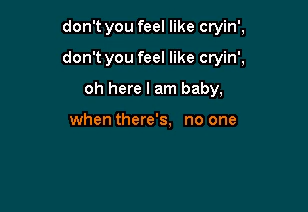 don't you feel like cryin',
don't you feel like cryin',
oh here I am baby,
when there's, no one